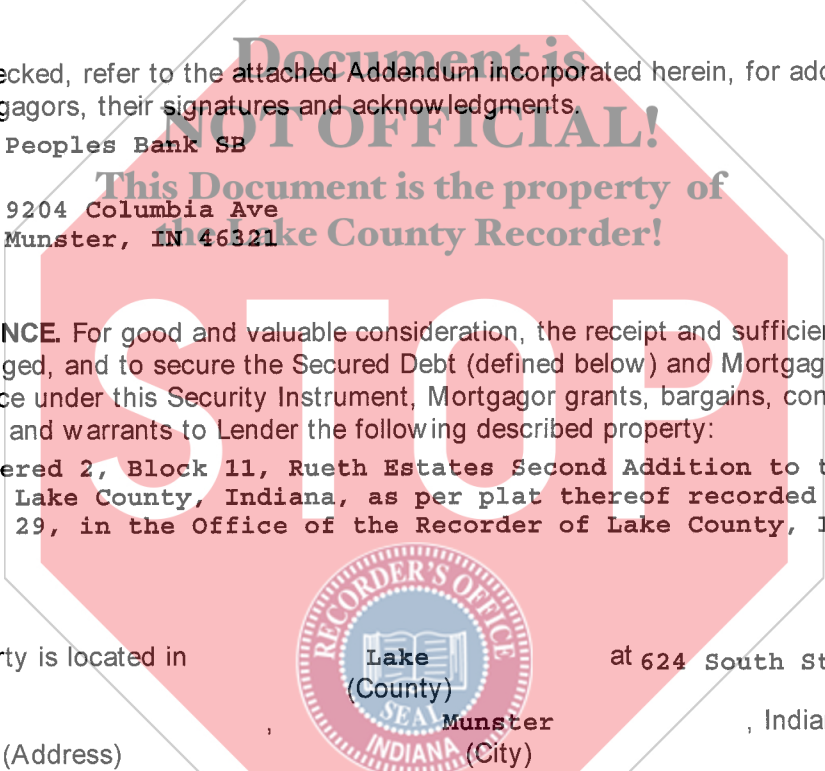 Document is
ecked, refer to the attached Addendum incorporated herein, for add
gagors, their signatures and acknowledgments.
NOT OFFICIAL!
Peoples Bank SB
This Document is the property of
9204 Columbia Ave
the Lake County Recorder!
Munster, IN 46321
STOP
NCE. For good and valuable consideration, the receipt and sufficien
ged, and to secure the Secured Debt (defined below) and Mortgag
ce under this Security Instrument, Mortgagor grants, bargains, con
and warrants to Lender the following described property:
ered 2, Block 11, Rueth Estates Second Addition to t
Lake County, Indiana, as per plat thereof recorded
29, in the Office of the Recorder of Lake County, I
RECORDER'S OFFICE
rty is located in Lake at 624 South St
(County)
SEAL
, Munster , India
INDIANA
(Address) (City)